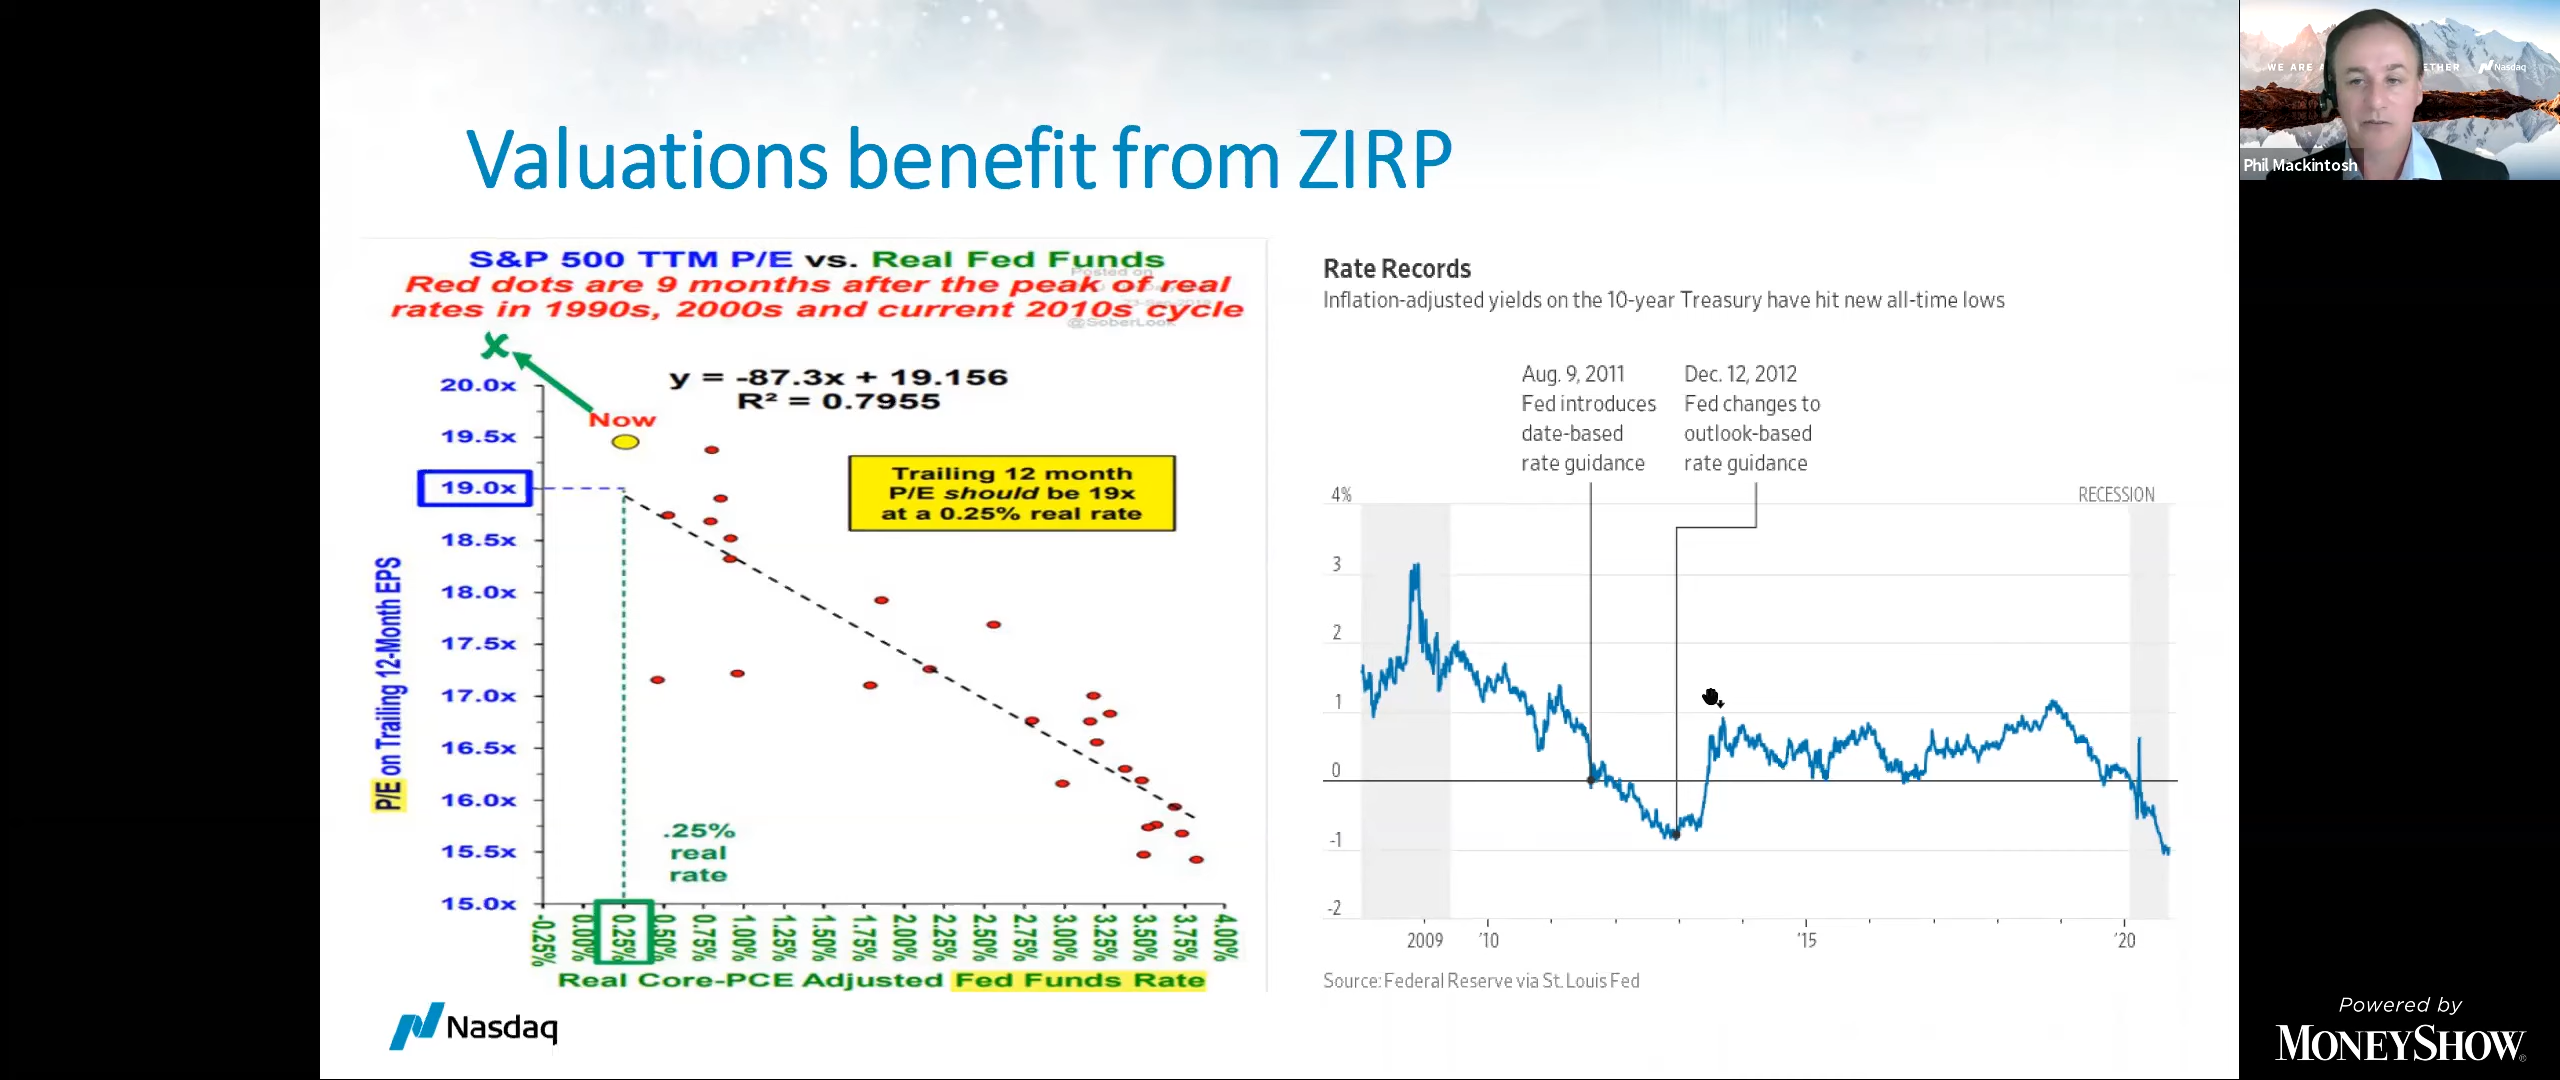 WE ARE
ETHER
Nasdaq
Phil Mackintosh
Valuations benefit from ZIRP
S&P 500 TTM P/E vs. Real Fed Funds
Posted on
Red dots are 9 months after the peak of real
rates in 1990s, 2000s and current 2010s cycle
@SoberLook
y = -87.3x + 19.156
R² = 0.7955
Now
Trailing 12 month
P/E should be 19x
at a 0.25% real rate
20.0x
19.5x
19.0x
18.5x
18.0x
17.5x
17.0x
16.5x
16.0x
15.5x
15.0x
P/E on Trailing 12-Month EPS
.25%
real
rate
-0.25%
0.00%
0.25%
0.50%
0.75%
1.00%
1.25%
1.50%
1.75%
2.00%
2.25%
2.50%
2.75%
3.00%
3.25%
3.50%
3.75%
4.00%
Real Core-PCE Adjusted Fed Funds Rate
Rate Records
Inflation-adjusted yields on the 10-year Treasury have hit new all-time lows
Aug. 9, 2011
Fed introduces
date-based
rate guidance
Dec. 12, 2012
Fed changes to
outlook-based
rate guidance
RECESSION
4%
3
2
1
0
-1
-2
2009
'10
'15
'20
Source: Federal Reserve via St. Louis Fed
Nasdaq
Powered by
MONEYSHOW